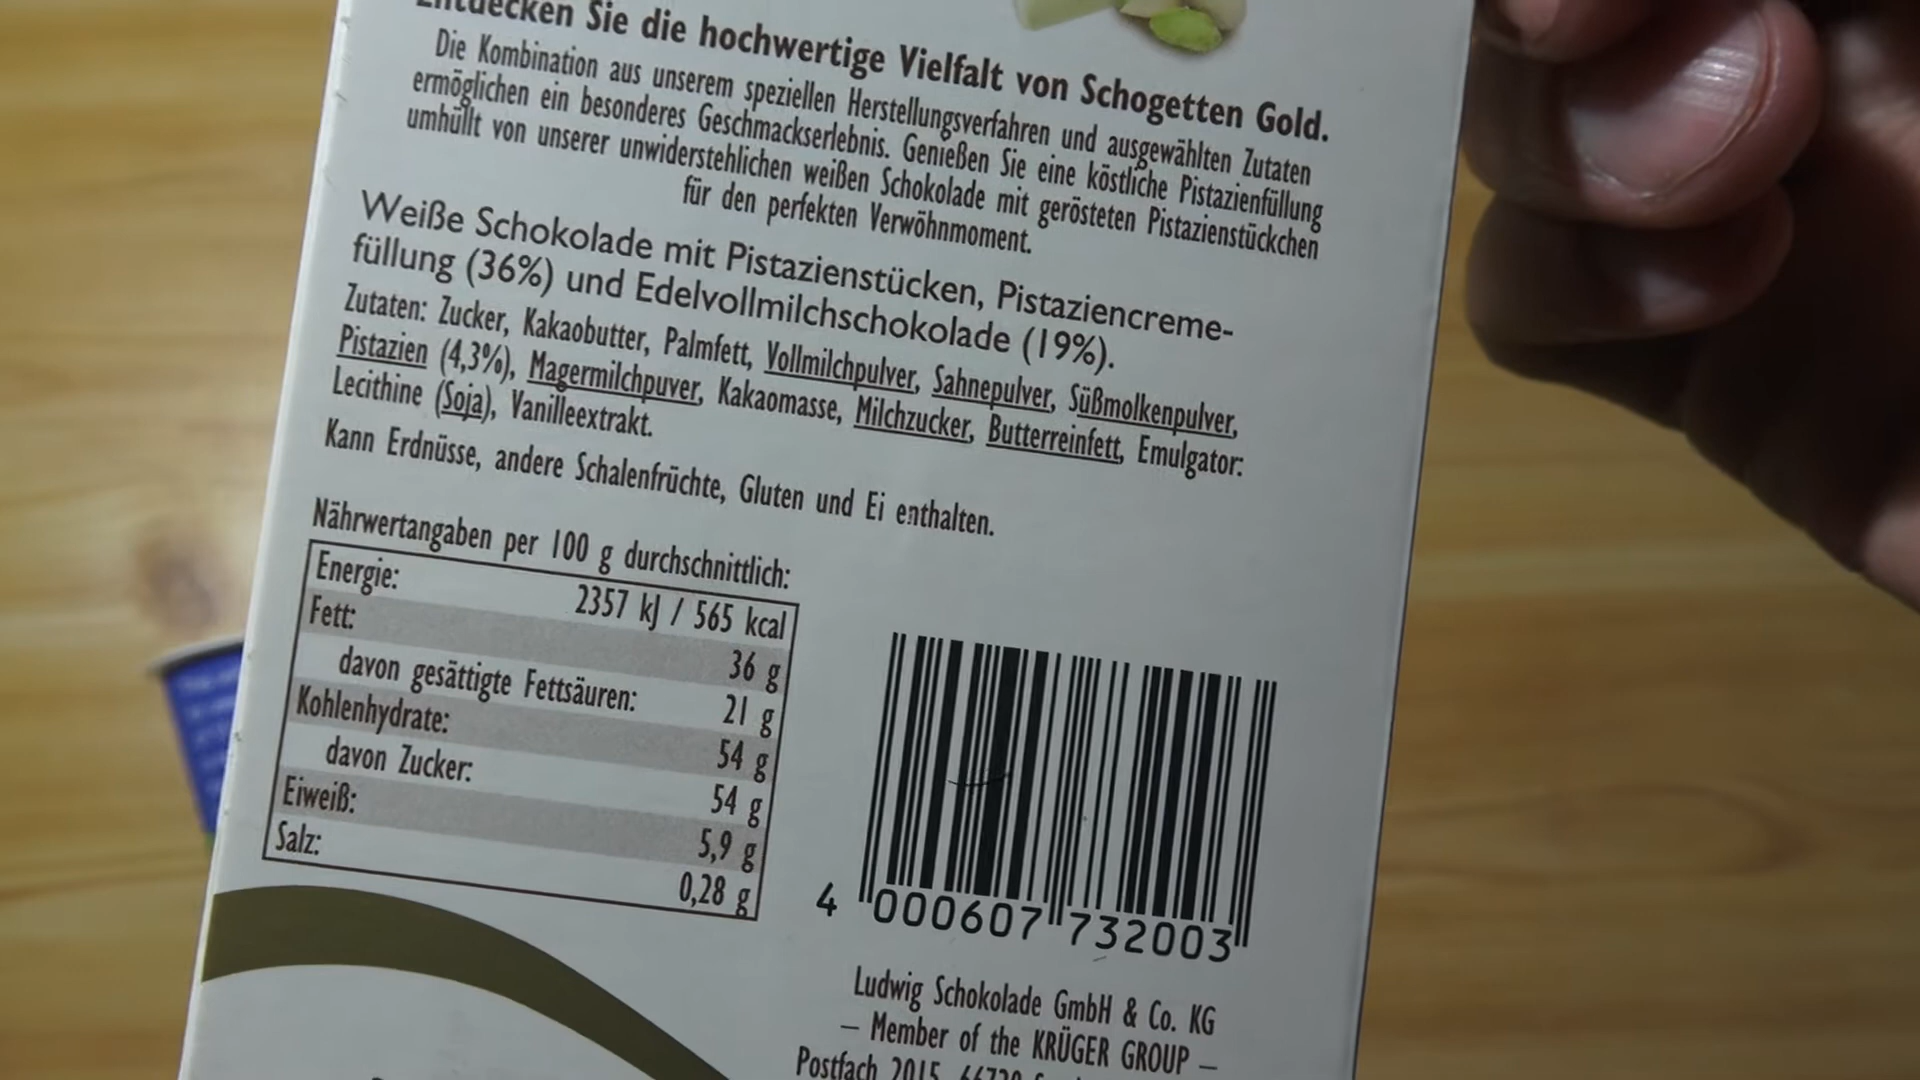 Entdecken Sie die hochwertige Vielfalt von Schogetten Gold.
Die Kombination aus unserem speziellen Herstellungsverfahren und ausgewählten Zutaten
ermöglichen ein besonderes Geschmackserlebnis. Genießen Sie eine köstliche Pistazienfüllung
umhüllt von unserer unwiderstehlichen weißen Schokolade mit gerösteten Pistazienstückchen
für den perfekten Verwöhnmoment.
Weiße Schokolade mit Pistazienstücken, Pistaziencreme-
füllung (36%) und Edelvollmilchschokolade (19%).
Zutaten: Zucker, Kakaobutter, Palmfett, Vollmilchpulver, Sahnepulver, Süßmolkenpulver,
Pistazien (4,3%), Magermilchpuver, Kakaomasse, Milchzucker, Butterreinfett, Emulgator:
Lecithine (Soja), Vanilleextrakt.
Kann Erdnüsse, andere Schalenfrüchte, Gluten und Ei enthalten.
Nährwertangaben per 100 g durchschnittlich:
Energie: 2357 kJ / 565 kcal
Fett: 36 g
davon gesättigte Fettsäuren: 21 g
Kohlenhydrate: 54 g
davon Zucker: 54 g
Eiweiß: 5,9 g
Salz: 0,28 g
4 000607 732003
Ludwig Schokolade GmbH & Co. KG
– Member of the KRÜGER GROUP –
Postfach 2015